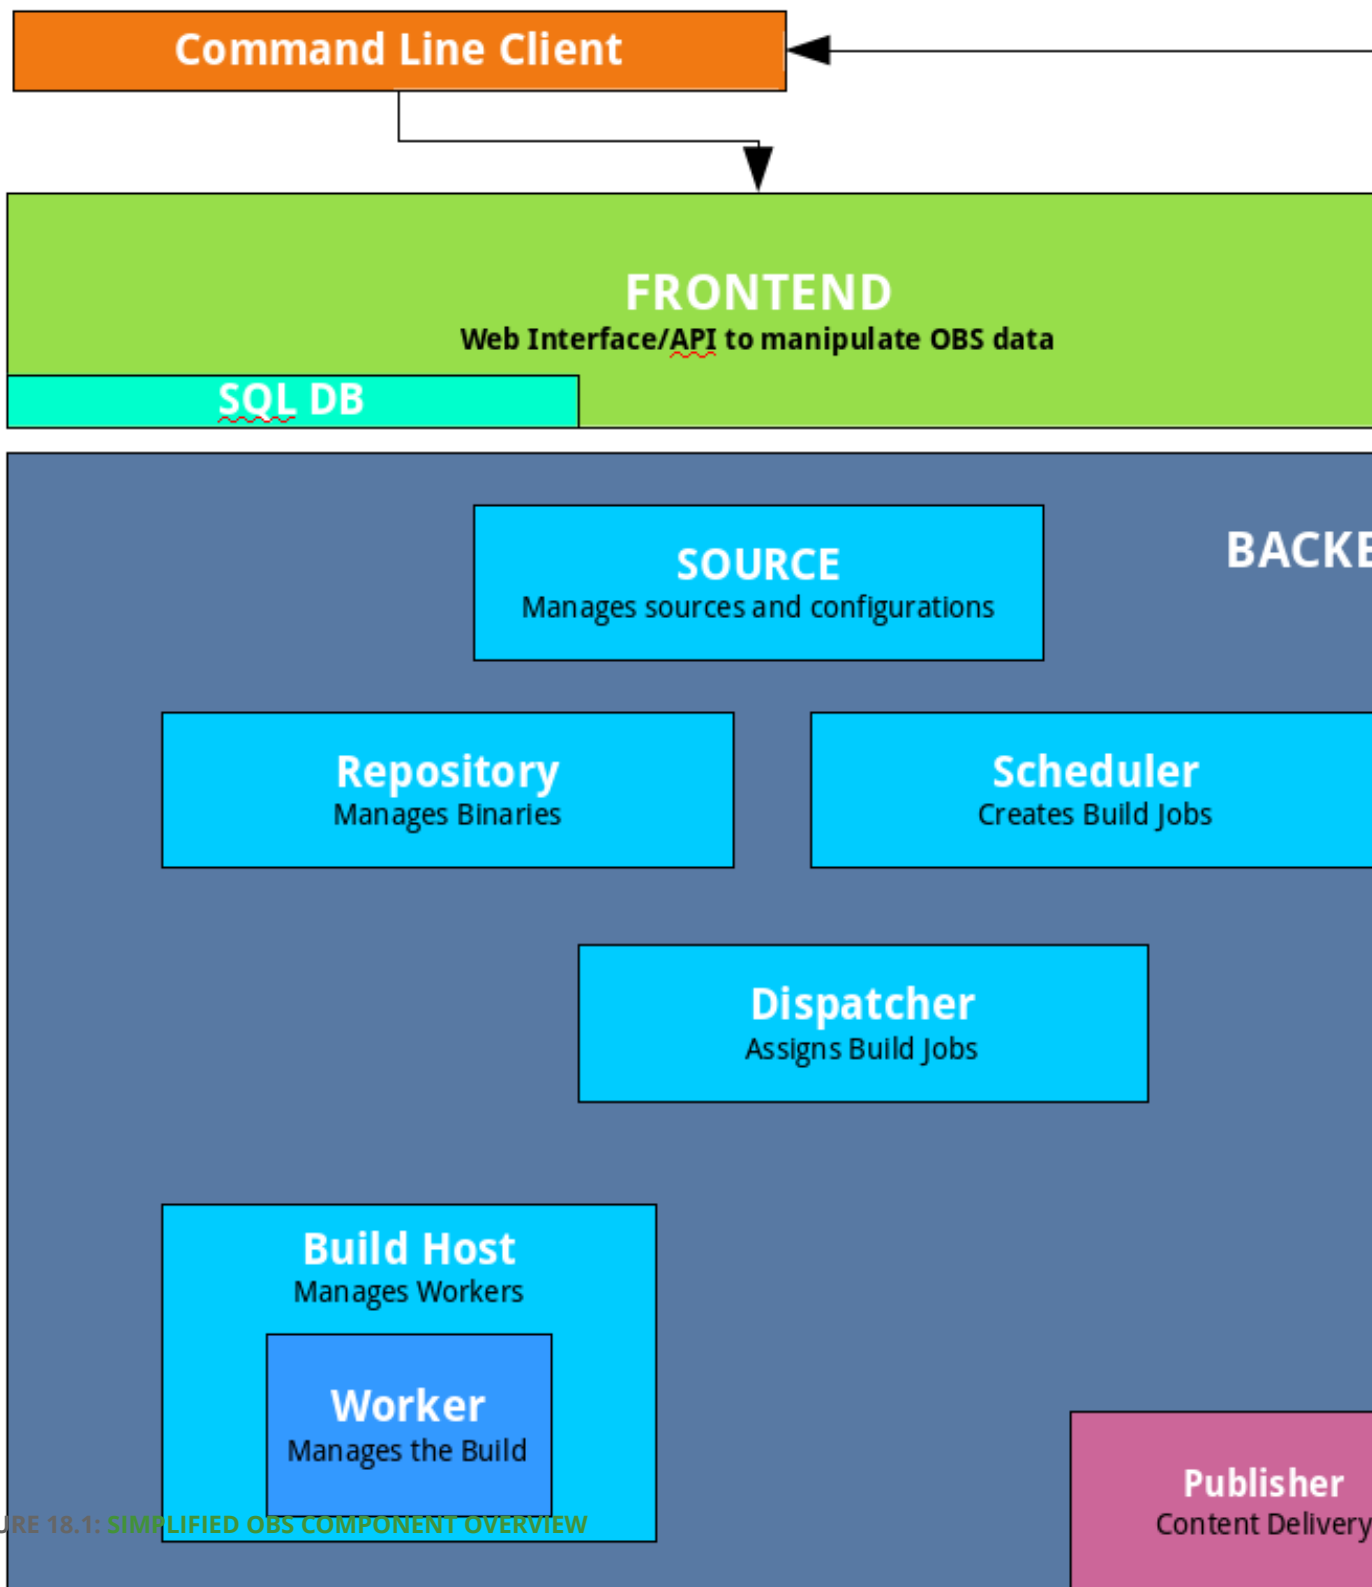 Command Line Client
FRONTEND
Web Interface/API to manipulate OBS data
SQL DB
BACKE
SOURCE
Manages sources and configurations
Repository
Manages Binaries
Scheduler
Creates Build Jobs
Dispatcher
Assigns Build Jobs
Build Host
Manages Workers
Worker
Manages the Build
Publisher
Content Delivery
URE 18.1: SIMPLIFIED OBS COMPONENT OVERVIEW